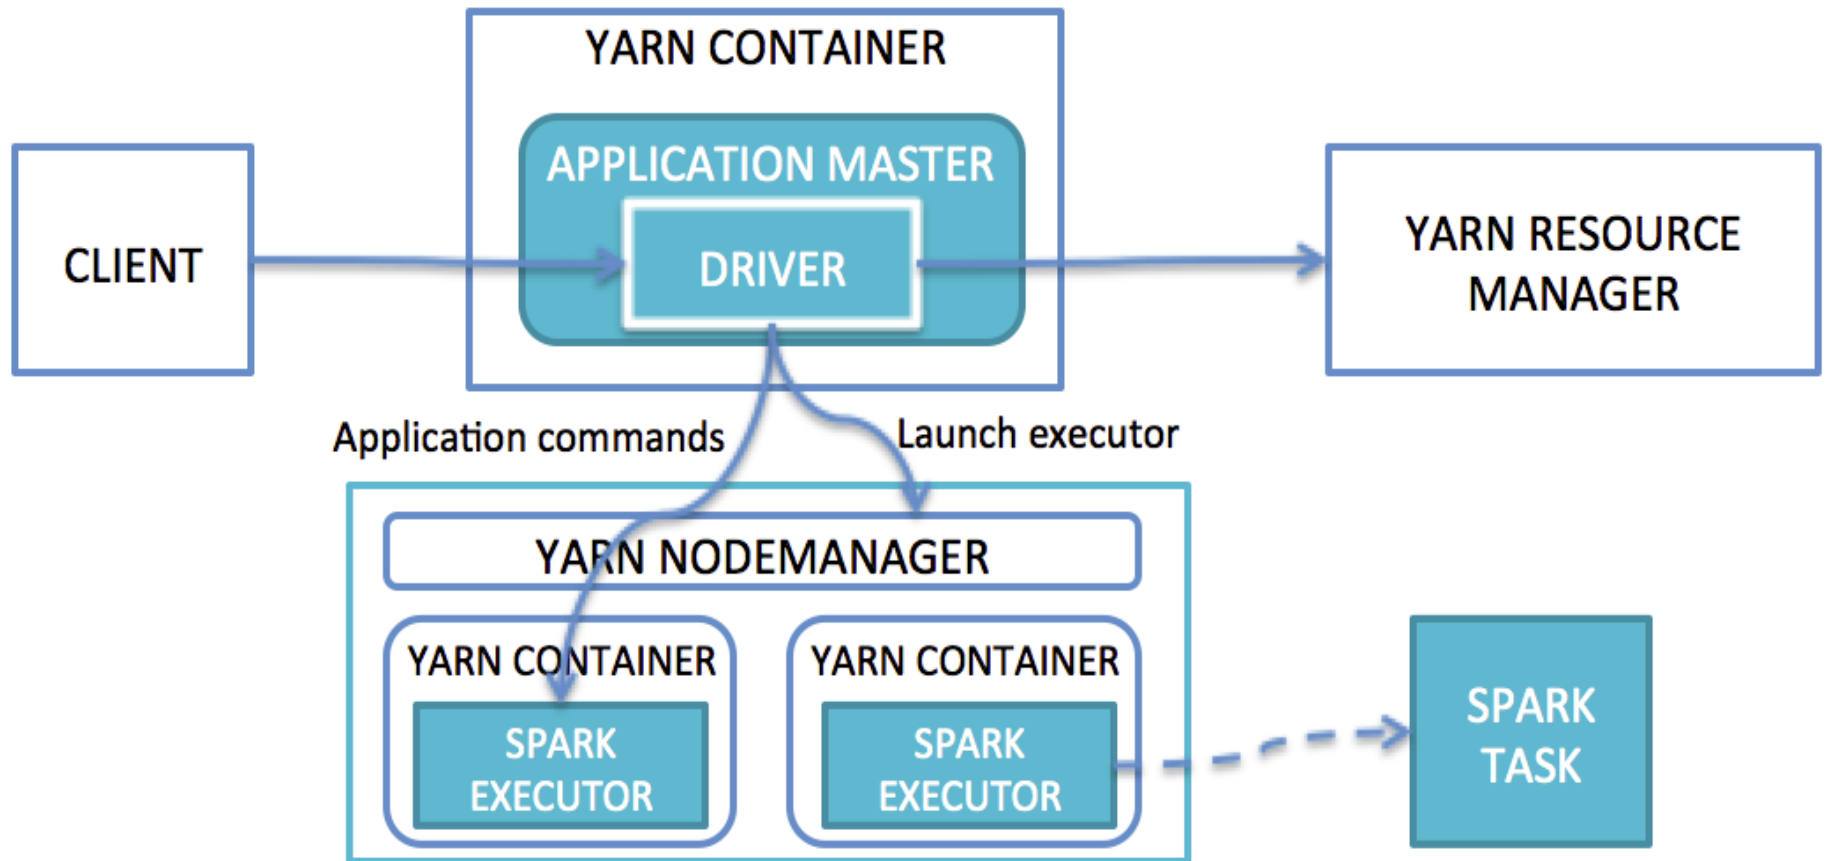 YARN CONTAINER
APPLICATION MASTER
CLIENT
DRIVER
YARN RESOURCE
MANAGER
Application commands
Launch executor
YARN NODEMANAGER
YARN CONTAINER
SPARK
EXECUTOR
YARN CONTAINER
SPARK
EXECUTOR
SPARK
TASK